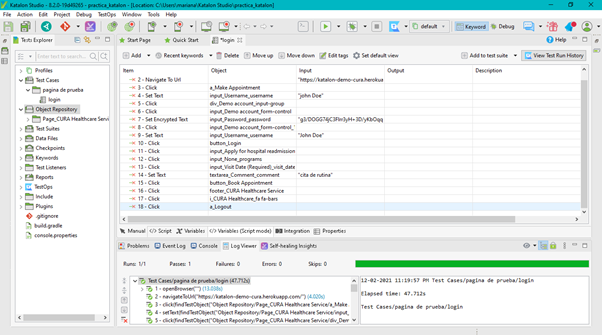 Katalon Studio - 8.2.0 - practica_katalon - [Location: C:\Users\mariana\Katalon Studio\practica_katalon]
File Action Edit Project Debug TestOps Window Tools Help
default Keyword Debug
Tests Explorer
Start Page Quick Start *login Help
Enter text to search...
Add Recent keywords Delete Move up Move down Edit tags Set default view Add to test suite View Test Run History
Profiles
Test Cases
pagina de prueba
login
Object Repository
Page_CURA Healthcare Servic
Test Suites
Data Files
Checkpoints
Keywords
Test Listeners
Reports
TestOps
Include
Plugins
.gitignore
build.gradle
console.properties
Item Object Input Output Description
2 - Navigate To Url "https://katalon-demo-cura.herokua
3 - Click a_Make Appointment
4 - Set Text input_Username_username "john Doe"
5 - Click div_Demo account_input-group
6 - Click input_Demo account_form-control
7 - Set Encrypted Text input_Password_password
8 - Click input_Demo account_form-control_
9 - Set Text input_Username_username "John Doe"
10 - Click button_Login
11 - Click input_Apply for hospital readmission
12 - Click input_None_programs
13 - Click input_Visit Date (Required)_visit_date
14 - Set Text textarea_Comment_comment "cita de rutina"
15 - Click button_Book Appointment
16 - Click footer_CURA Healthcare Service
17 - Click i_CURA Healthcare_fa fa-bars
18 - Click a_Logout
Manual Script Variables Variables (Script mode) Integration Properties
Problems Event Log Console Log Viewer Self-healing Insights
Runs: 1/1 Passes: 1 Failures: 0 Errors: 0 Skips: 0
Test Cases/pagina de prueba/login (47.712s)
1 - openBrowser("") (13.038s)
2 - navigateToUrl("https://katalon-demo-cura.herokuapp.com/") (4.020s)
3 - click(findTestObject("Object Repository/Page_CURA Healthcare Service/a_Make
4 - setText(findTestObject("Object Repository/Page_CURA Healthcare Service/input_
5 - click(findTestObject("Object Repository/Page_CURA Healthcare Service/div_Dem
12-02-2021 11:19:57 PM Test Cases/pagina de prueba/login
Elapsed time: 47.712s
Test Cases/pagina de prueba/login